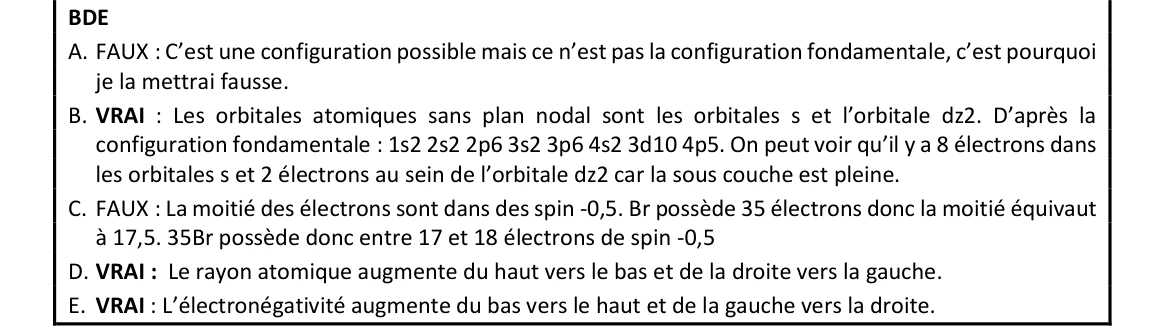 BDE
A. FAUX : C’est une configuration possible mais ce n’est pas la configuration fondamentale, c’est pourquoi
je la mettrai fausse.
B. VRAI : Les orbitales atomiques sans plan nodal sont les orbitales s et l’orbitale dz2. D’après la
configuration fondamentale : 1s2 2s2 2p6 3s2 3p6 4s2 3d10 4p5. On peut voir qu’il y a 8 électrons dans
les orbitales s et 2 électrons au sein de l’orbitale dz2 car la sous couche est pleine.
C. FAUX : La moitié des électrons sont dans des spin -0,5. Br possède 35 électrons donc la moitié équivaut
à 17,5. 35Br possède donc entre 17 et 18 électrons de spin -0,5
D. VRAI : Le rayon atomique augmente du haut vers le bas et de la droite vers la gauche.
E. VRAI : L’électronégativité augmente du bas vers le haut et de la gauche vers la droite.